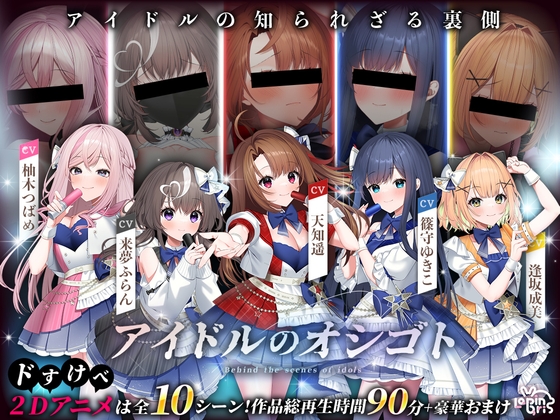 アイドルの知られざる裏側
CV
柚木つばめ
CV
来夢ふらん
CV
天知遥
CV
篠守ゆきこ
逢坂成美
アイドルのオシゴト
Behind the scenes of idols
ドすけべ
2Dアニメは全10シーン!作品総再生時間90分+豪華おまけ